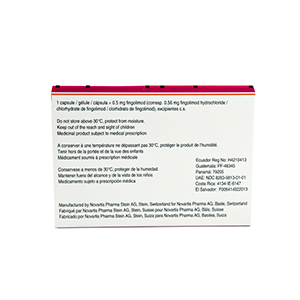 1 capsule / gélule / cápsula = 0.5 mg fingolimod (corresp. 0.56 mg fingolimod hydrochloride /
chlorhydrate de fingolimod / clorhidrato de fingolimod), excipientes c.s.
Do not store above 30°C, protect from moisture.
Keep out of the reach and sight of children
Medicinal product subject to medical prescription
A conserver à une température ne dépassant pas 30°C, protéger le produit de l'humidité.
Tenir hors de la portée et de la vue des enfants
Médicament soumis à prescription médicale
Consérvese a menos de 30°C, protéger de la humedad.
Mantener fuera del alcance y de la vista de los niños
Medicamento sujeto a prescripción médica
Ecuador Reg No: H4210413
Guatemala: PF-46345
Panamá: 79205
UAE: NDC 8263-9813-01-01
Costa Rica: 4134-IE-6147
El Salvador: F006414022013
Manufactured by Novartis Pharma Stein AG, Stein, Switzerland for Novartis Pharma AG, Basle, Switzerland
Fabriqué par Novartis Pharma Stein AG, Stein, Suisse pour Novartis Pharma AG, Bâle, Suisse
Fabricado por Novartis Pharma Stein AG, Stein, Suiza para Novartis Pharma AG, Basilea, Suiza